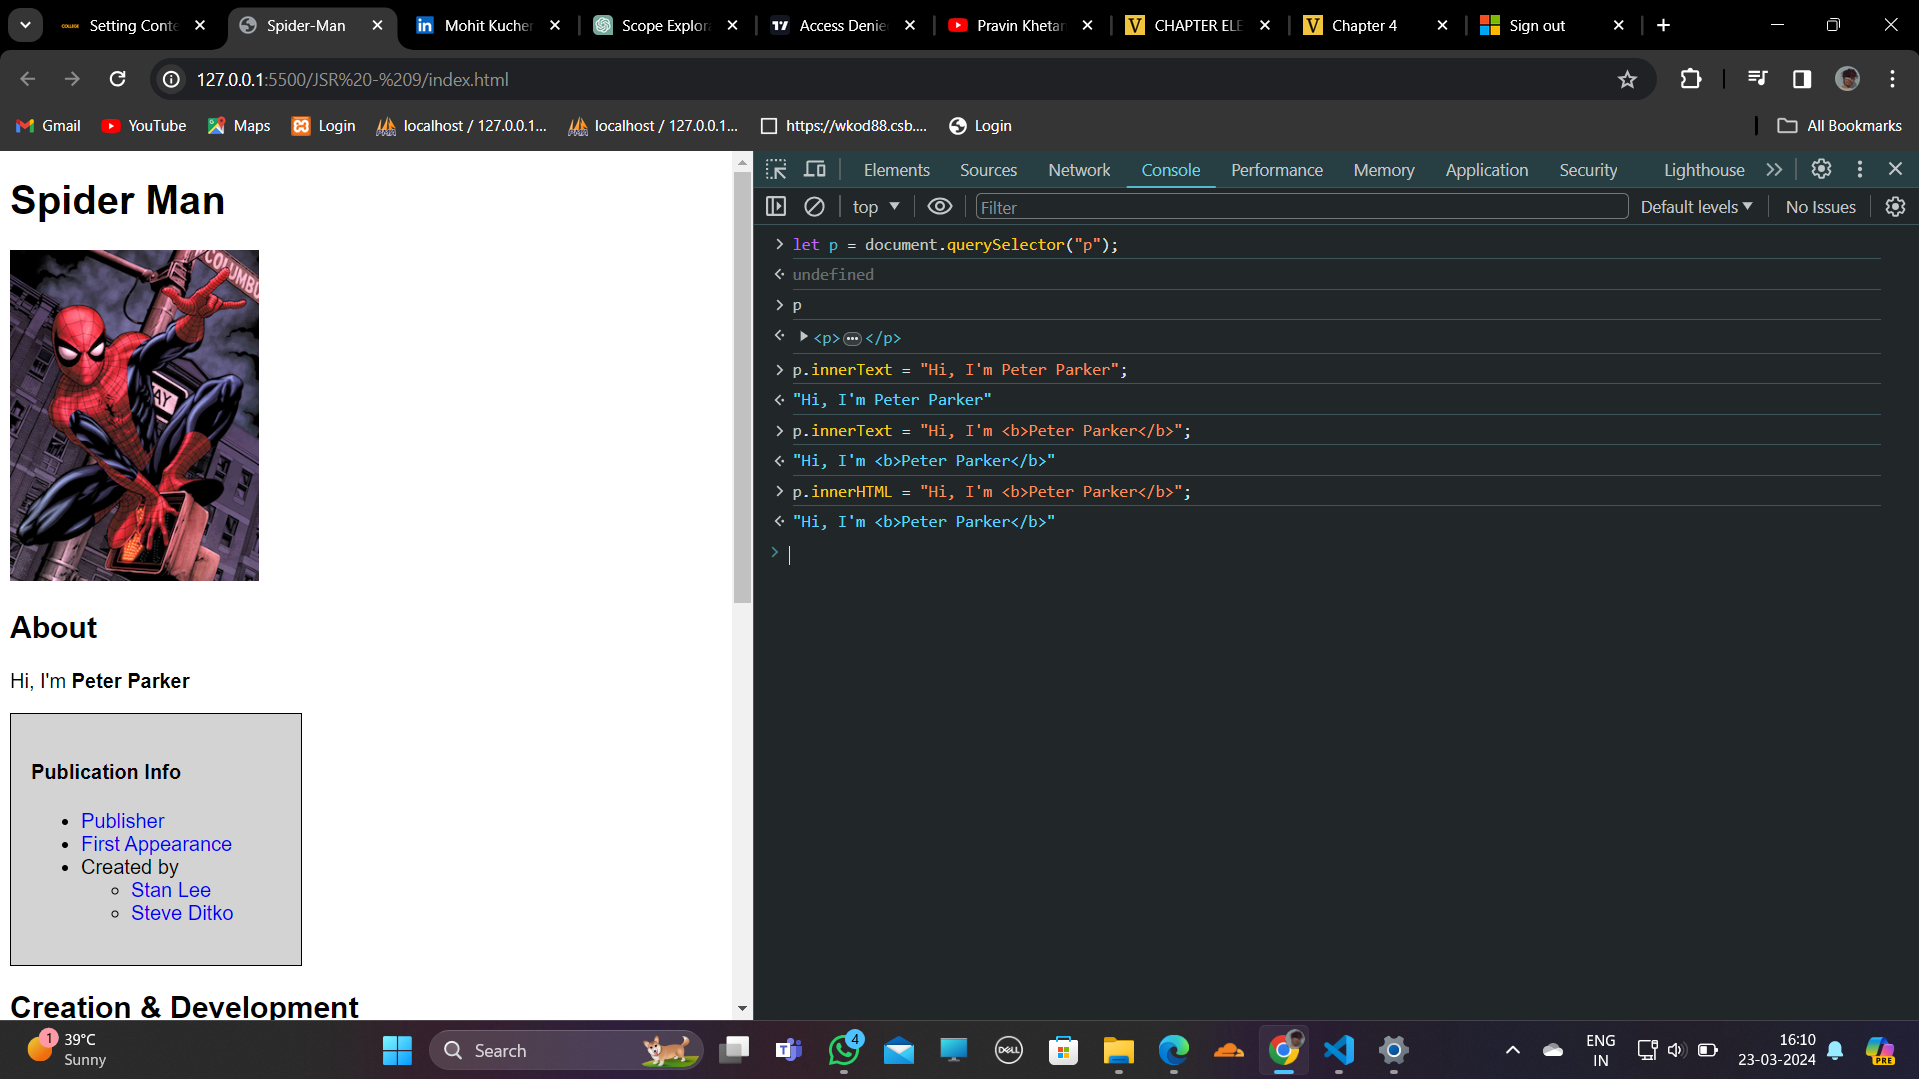 Setting Conte
Spider-Man
Mohit Kucher
Scope Explora
Access Denie
Pravin Khetan
CHAPTER ELE
Chapter 4
Sign out
127.0.0.1:5500/JSR%20-%209/index.html
Gmail
YouTube
Maps
Login
localhost / 127.0.0.1...
localhost / 127.0.0.1...
https://wkod88.csb....
Login
All Bookmarks
Spider Man
COLUMBU
AY
About
Hi, I'm Peter Parker
Publication Info
Publisher
First Appearance
Created by
Stan Lee
Steve Ditko
Creation & Development
Elements Sources Network Console Performance Memory Application Security Lighthouse
top Filter Default levels No Issues
let p = document.querySelector("p");
undefined
p
<p>…</p>
p.innerText = "Hi, I'm Peter Parker";
"Hi, I'm Peter Parker"
p.innerText = "Hi, I'm <b>Peter Parker</b>";
"Hi, I'm <b>Peter Parker</b>"
p.innerHTML = "Hi, I'm <b>Peter Parker</b>";
"Hi, I'm <b>Peter Parker</b>"
1
39°C
Sunny
Search
T
4
DELL
ENG
IN
16:10
23-03-2024
PRE